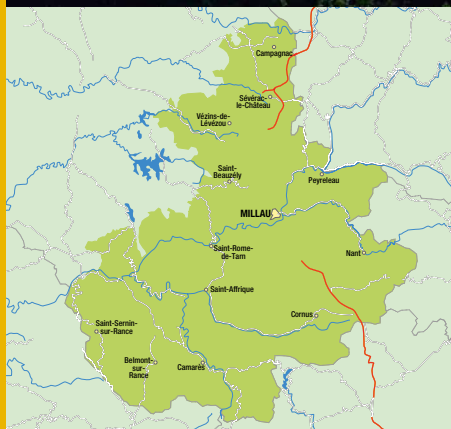 Campagnac
Sévérac-
le-Château
Vézins-de-
Lévézou
Saint-
Beauzély
Peyreleau
MILLAU
Saint-Rome-
de-Tarn
Nant
Saint-Affrique
Cornus
Saint-Sernin-
sur-Rance
Belmont-
sur-
Rance
Camarès